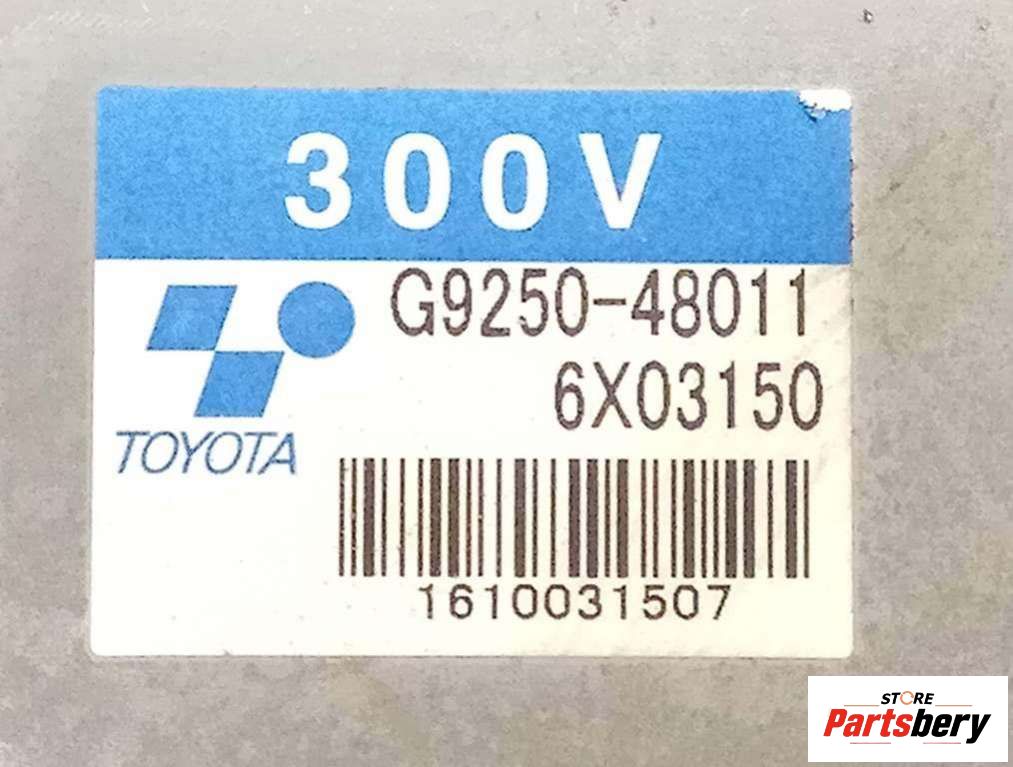 300V
G9250-48011
6X03150
TOYOTA
1610031507
STORE
Partsbery